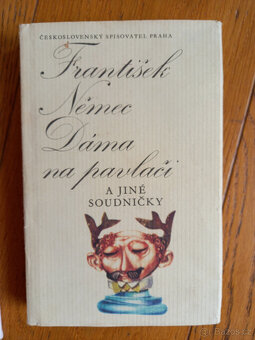 ČESKOSLOVENSKÝ SPISOVATEL PRAHA
František
Němec
Dáma
na pavlači
A JINÉ
SOUDNIČKY